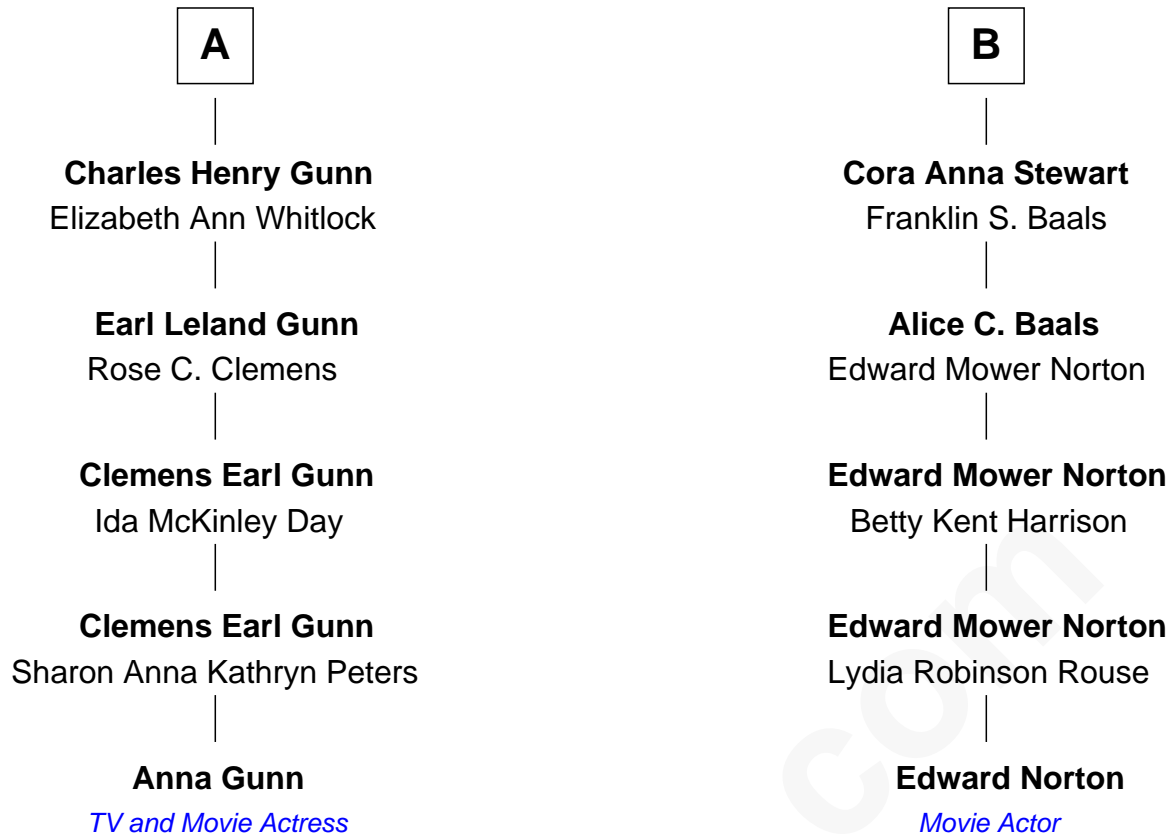 A
Charles Henry Gunn
Elizabeth Ann Whitlock
Earl Leland Gunn
Rose C. Clemens
Clemens Earl Gunn
Ida McKinley Day
Clemens Earl Gunn
Sharon Anna Kathryn Peters
Anna Gunn
TV and Movie Actress
B
Cora Anna Stewart
Franklin S. Baals
Alice C. Baals
Edward Mower Norton
Edward Mower Norton
Betty Kent Harrison
Edward Mower Norton
Lydia Robinson Rouse
Edward Norton
Movie Actor
com